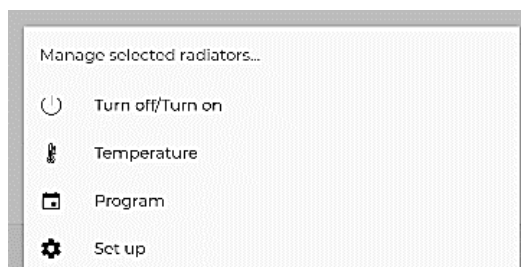 Manage selected radiators...
Turn off/Turn on
Temperature
Program
Set up